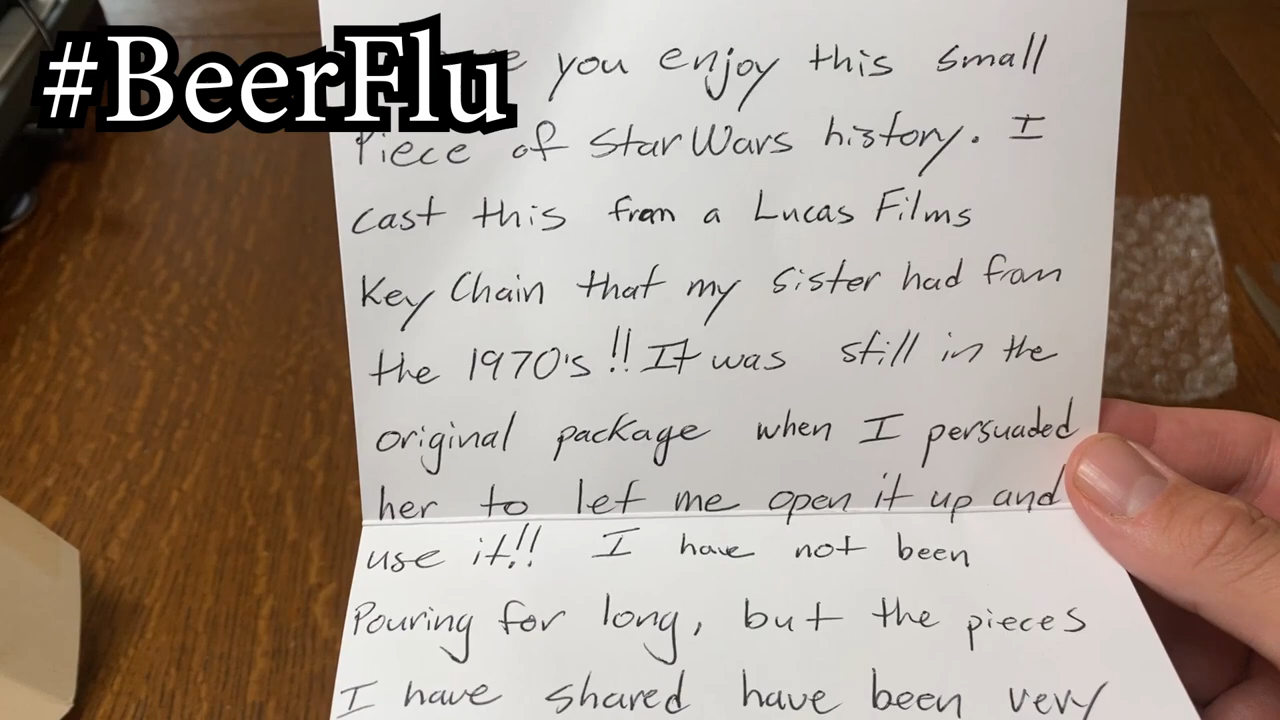 #BeerFlu
you enjoy this small
Piece of Star Wars history. I
cast this from a Lucas Films
Key Chain that my sister had from
the 1970's!! It was still in the
original package when I persuaded
her to let me open it up and
use it!! I have not been
Pouring for long, but the pieces
I have shared have been very